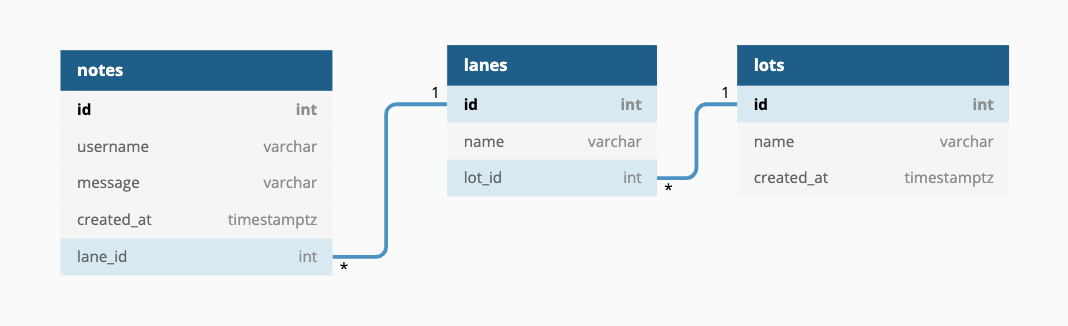 notes
id int
username varchar
message varchar
created_at timestamptz
lane_id int
*
1
lanes
id int
name varchar
lot_id int
*
1
lots
id int
name varchar
created_at timestamptz